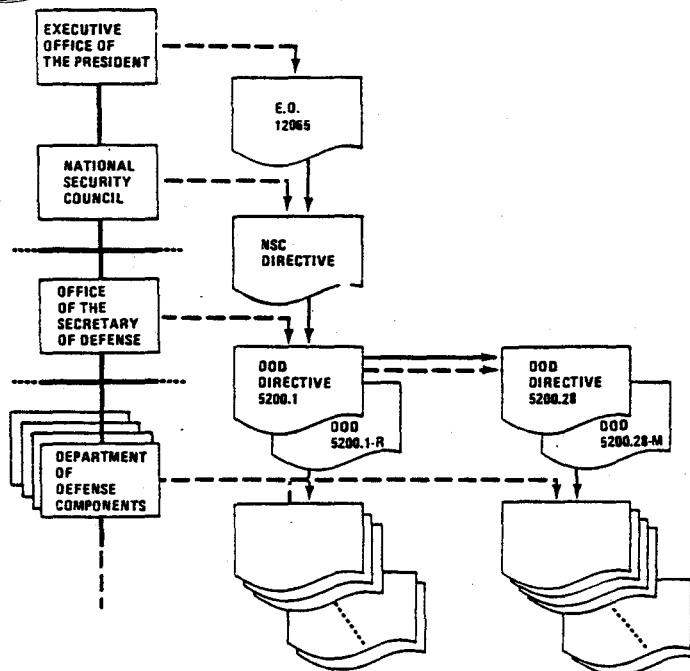 EXECUTIVE
OFFICE OF
THE PRESIDENT
E.O.
12065
NATIONAL
SECURITY
COUNCIL
NSC
DIRECTIVE
OFFICE
OF THE
SECRETARY
OF DEFENSE
DOD
DIRECTIVE
5200.1
DOD
5200.1-R
DOD
DIRECTIVE
5200.28
DOD
5200.28-M
DEPARTMENT
OF
DEFENSE
COMPONENTS